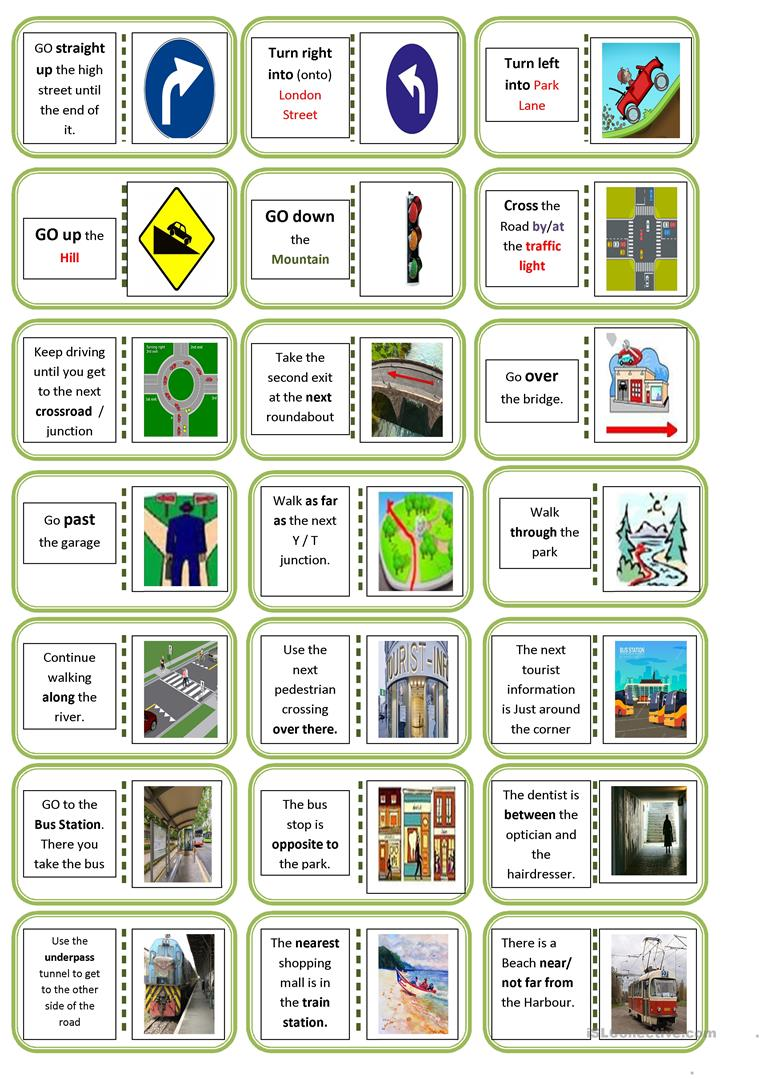 GO straight
up the high
street until
the end of
it.
Turn right
into (onto)
London
Street
Turn left
into Park
Lane
GO up the
Hill
GO down
the
Mountain
Cross the
Road by/at
the traffic
light
Keep driving
until you get
to the next
crossroad /
junction
Take the
second exit
at the next
roundabout
Go over
the bridge.
Go past
the garage
Walk as far
as the next
Y / T
junction.
Walk
through the
park
Continue
walking
along the
river.
Use the
next
pedestrian
crossing
over there.
TOURIST-INF
The next
tourist
information
is Just around
the corner
BUS STATION
GO to the
Bus Station.
There you
take the bus
The bus
stop is
opposite to
the park.
The dentist is
between the
optician and
the
hairdresser.
Use the
underpass
tunnel to get
to the other
side of the
road
The nearest
shopping
mall is in
the train
station.
There is a
Beach near/
not far from
the Harbour.
iSLCollective.com